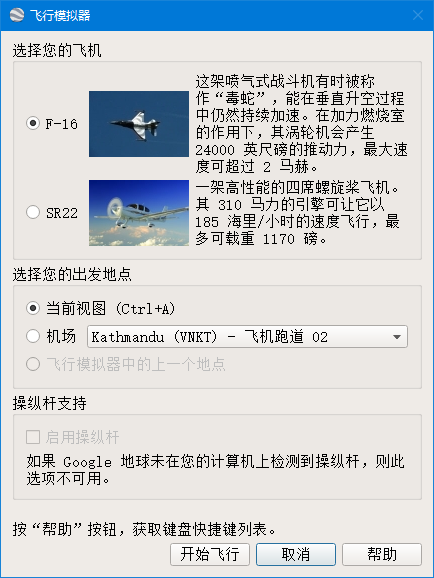 飞行模拟器
选择您的飞机
F-16
这架喷气式战斗机有时被称
作“毒蛇”，能在垂直升空过程
中仍然持续加速。在加力燃烧室
的作用下，其涡轮机会产生
24000 英尺磅的推动力，最大速
度可超过 2 马赫。
SR22
一架高性能的四席螺旋桨飞机。
其 310 马力的引擎可让它以
185 海里/小时的速度飞行，最
多可载重 1170 磅。
选择您的出发地点
当前视图 (Ctrl+A)
机场 Kathmandu (VNKT) - 飞机跑道 02
飞行模拟器中的上一个地点
操纵杆支持
启用操纵杆
如果 Google 地球未在您的计算机上检测到操纵杆，则此
选项不可用。
按“帮助”按钮，获取键盘快捷键列表。
开始飞行 取消 帮助